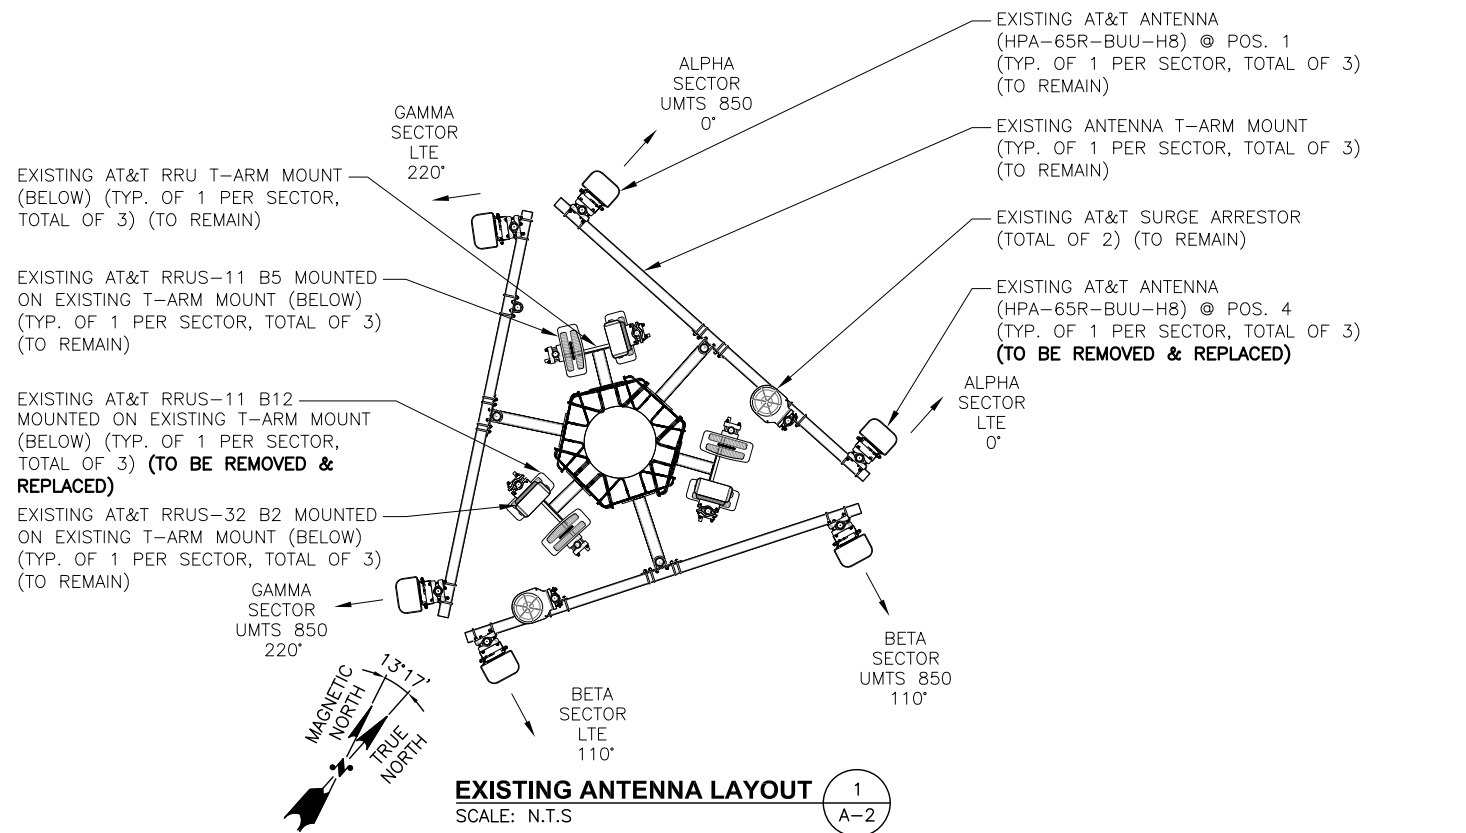 EXISTING AT&T ANTENNA
(HPA-65R-BUU-H8) @ POS. 1
(TYP. OF 1 PER SECTOR, TOTAL OF 3)
(TO REMAIN)
ALPHA
SECTOR
UMTS 850
0°
GAMMA
SECTOR
LTE
220°
EXISTING ANTENNA T-ARM MOUNT
(TYP. OF 1 PER SECTOR, TOTAL OF 3)
(TO REMAIN)
EXISTING AT&T RRU T-ARM MOUNT
(BELOW) (TYP. OF 1 PER SECTOR,
TOTAL OF 3) (TO REMAIN)
EXISTING AT&T SURGE ARRESTOR
(TOTAL OF 2) (TO REMAIN)
EXISTING AT&T RRUS-11 B5 MOUNTED
ON EXISTING T-ARM MOUNT (BELOW)
(TYP. OF 1 PER SECTOR, TOTAL OF 3)
(TO REMAIN)
EXISTING AT&T ANTENNA
(HPA-65R-BUU-H8) @ POS. 4
(TYP. OF 1 PER SECTOR, TOTAL OF 3)
(TO BE REMOVED & REPLACED)
ALPHA
SECTOR
LTE
0°
EXISTING AT&T RRUS-11 B12
MOUNTED ON EXISTING T-ARM MOUNT
(BELOW) (TYP. OF 1 PER SECTOR,
TOTAL OF 3) (TO BE REMOVED &
REPLACED)
EXISTING AT&T RRUS-32 B2 MOUNTED
ON EXISTING T-ARM MOUNT (BELOW)
(TYP. OF 1 PER SECTOR, TOTAL OF 3)
(TO REMAIN)
GAMMA
SECTOR
UMTS 850
220°
BETA
SECTOR
UMTS 850
110°
BETA
SECTOR
LTE
110°
13°17'
MAGNETIC
NORTH
TRUE
NORTH
N
EXISTING ANTENNA LAYOUT
SCALE: N.T.S
1
A-2